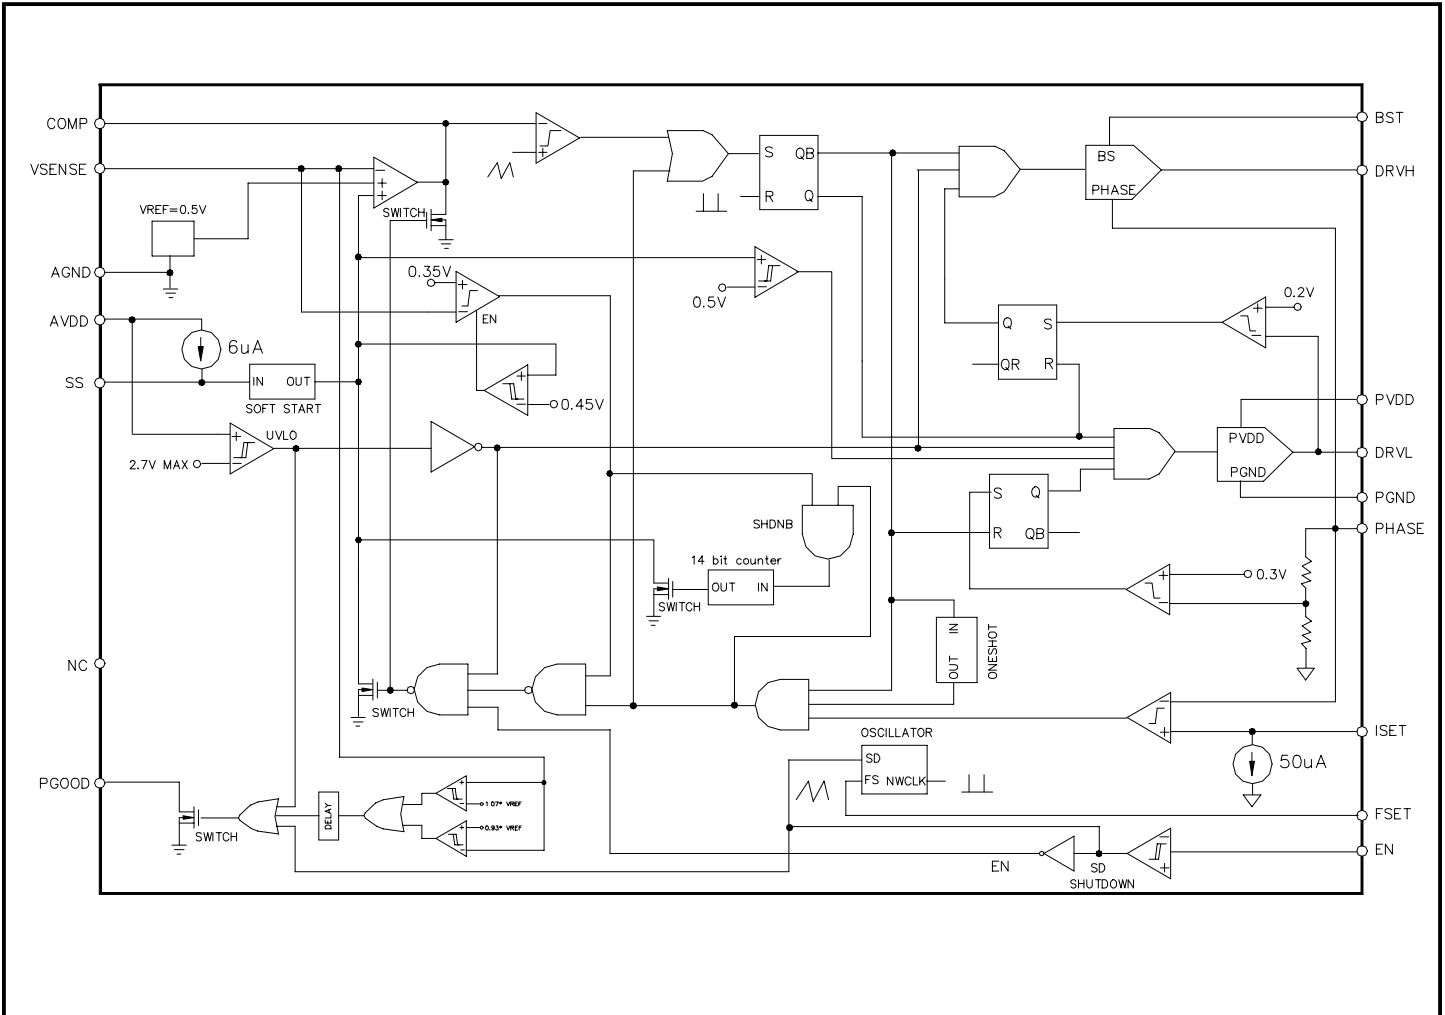 COMP
VSENSE
AGND
AVDD
SS
NC
PGOOD
BST
DRVH
PVDD
DRVL
PGND
PHASE
ISET
FSET
EN
VREF=0.5V
SWITCH
S QB
R Q
BS
PHASE
0.35V
EN
0.5V
0.2V
Q S
QR R
6uA
IN OUT
SOFT START
0.45V
UVLO
2.7V MAX
PVDD
PGND
S Q
R QB
SHDNB
14 bit counter
OUT IN
SWITCH
0.3V
IN
OUT
ONESHOT
SWITCH
OSCILLATOR
SD
FS NWCLK
50uA
DELAY
1.07* VREF
0.93* VREF
SWITCH
EN
SD
SHUTDOWN